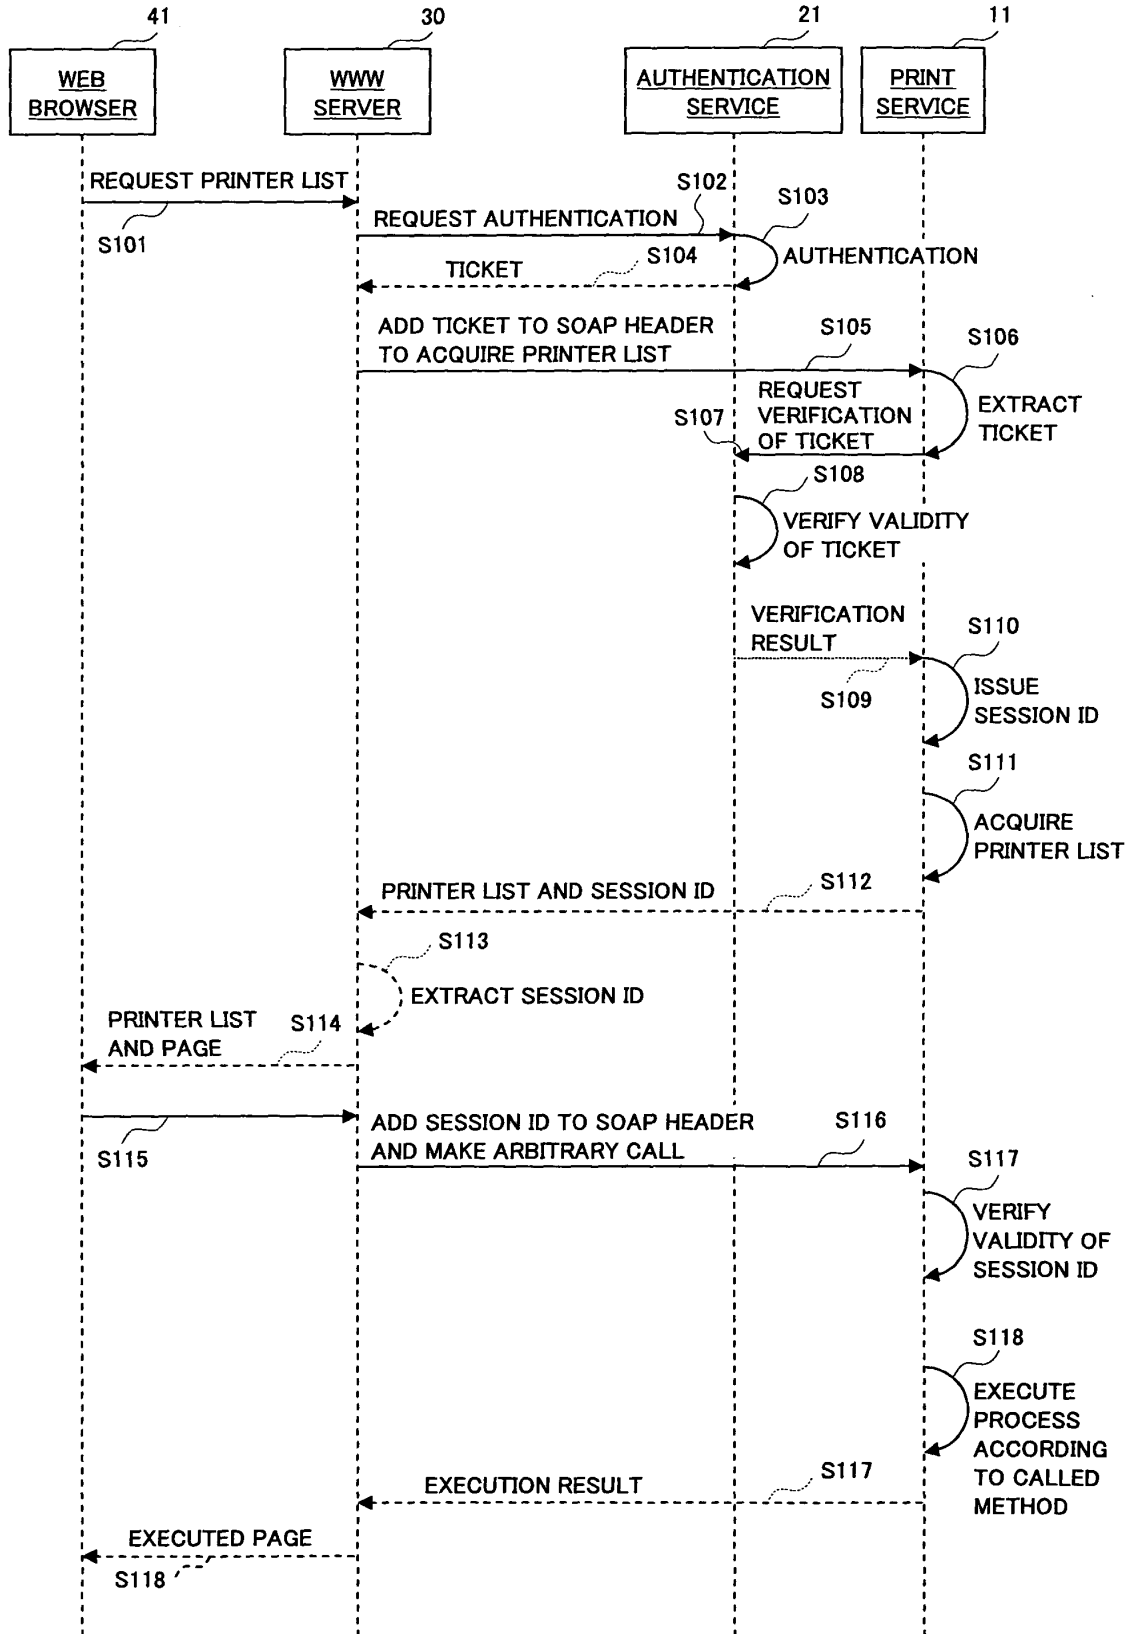 41
30
21
11
WEB
BROWSER
WWW
SERVER
AUTHENTICATION
SERVICE
PRINT
SERVICE
REQUEST PRINTER LIST
S101
S102
REQUEST AUTHENTICATION
S103
AUTHENTICATION
S104
TICKET
ADD TICKET TO SOAP HEADER
TO ACQUIRE PRINTER LIST
S105
S106
EXTRACT
TICKET
REQUEST
VERIFICATION
OF TICKET
S107
S108
VERIFY VALIDITY
OF TICKET
VERIFICATION
RESULT
S109
S110
ISSUE
SESSION ID
S111
ACQUIRE
PRINTER LIST
PRINTER LIST AND SESSION ID
S112
S113
EXTRACT SESSION ID
PRINTER LIST
AND PAGE
S114
S115
ADD SESSION ID TO SOAP HEADER
AND MAKE ARBITRARY CALL
S116
S117
VERIFY
VALIDITY OF
SESSION ID
S118
EXECUTE
PROCESS
ACCORDING
TO CALLED
METHOD
EXECUTION RESULT
S117
EXECUTED PAGE
S118